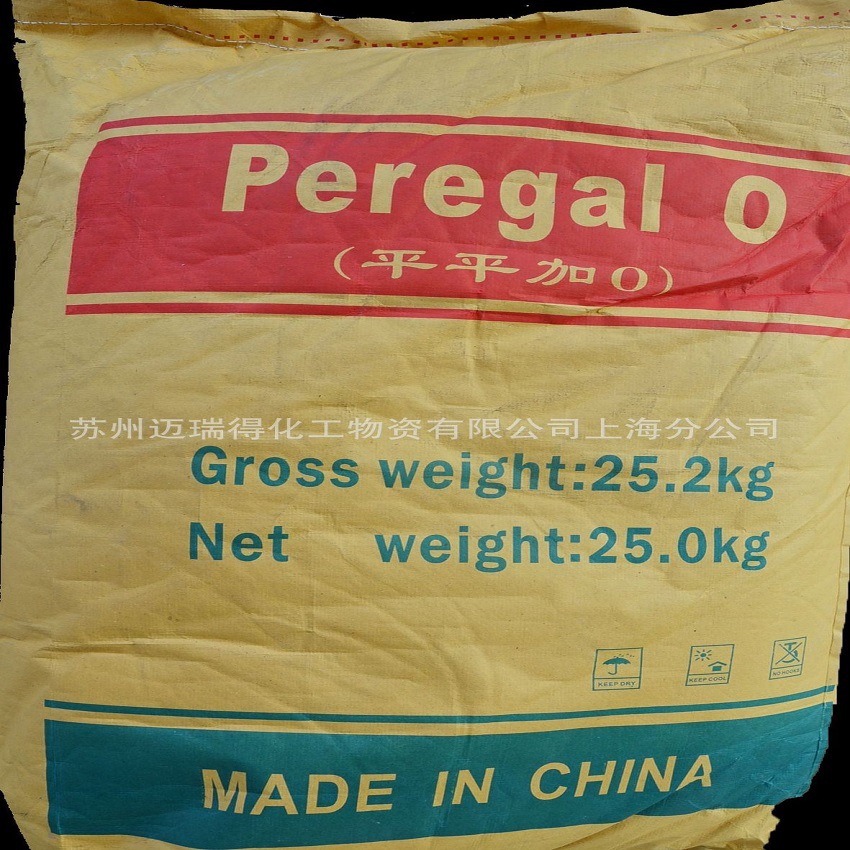 Peregal O
(平平加O)
苏州迈瑞得化工物资有限公司上海分公司
Gross weight:25.2kg
Net weight:25.0kg
KEEP DRY
KEEP COOL
NO HOOKS
MADE IN CHINA